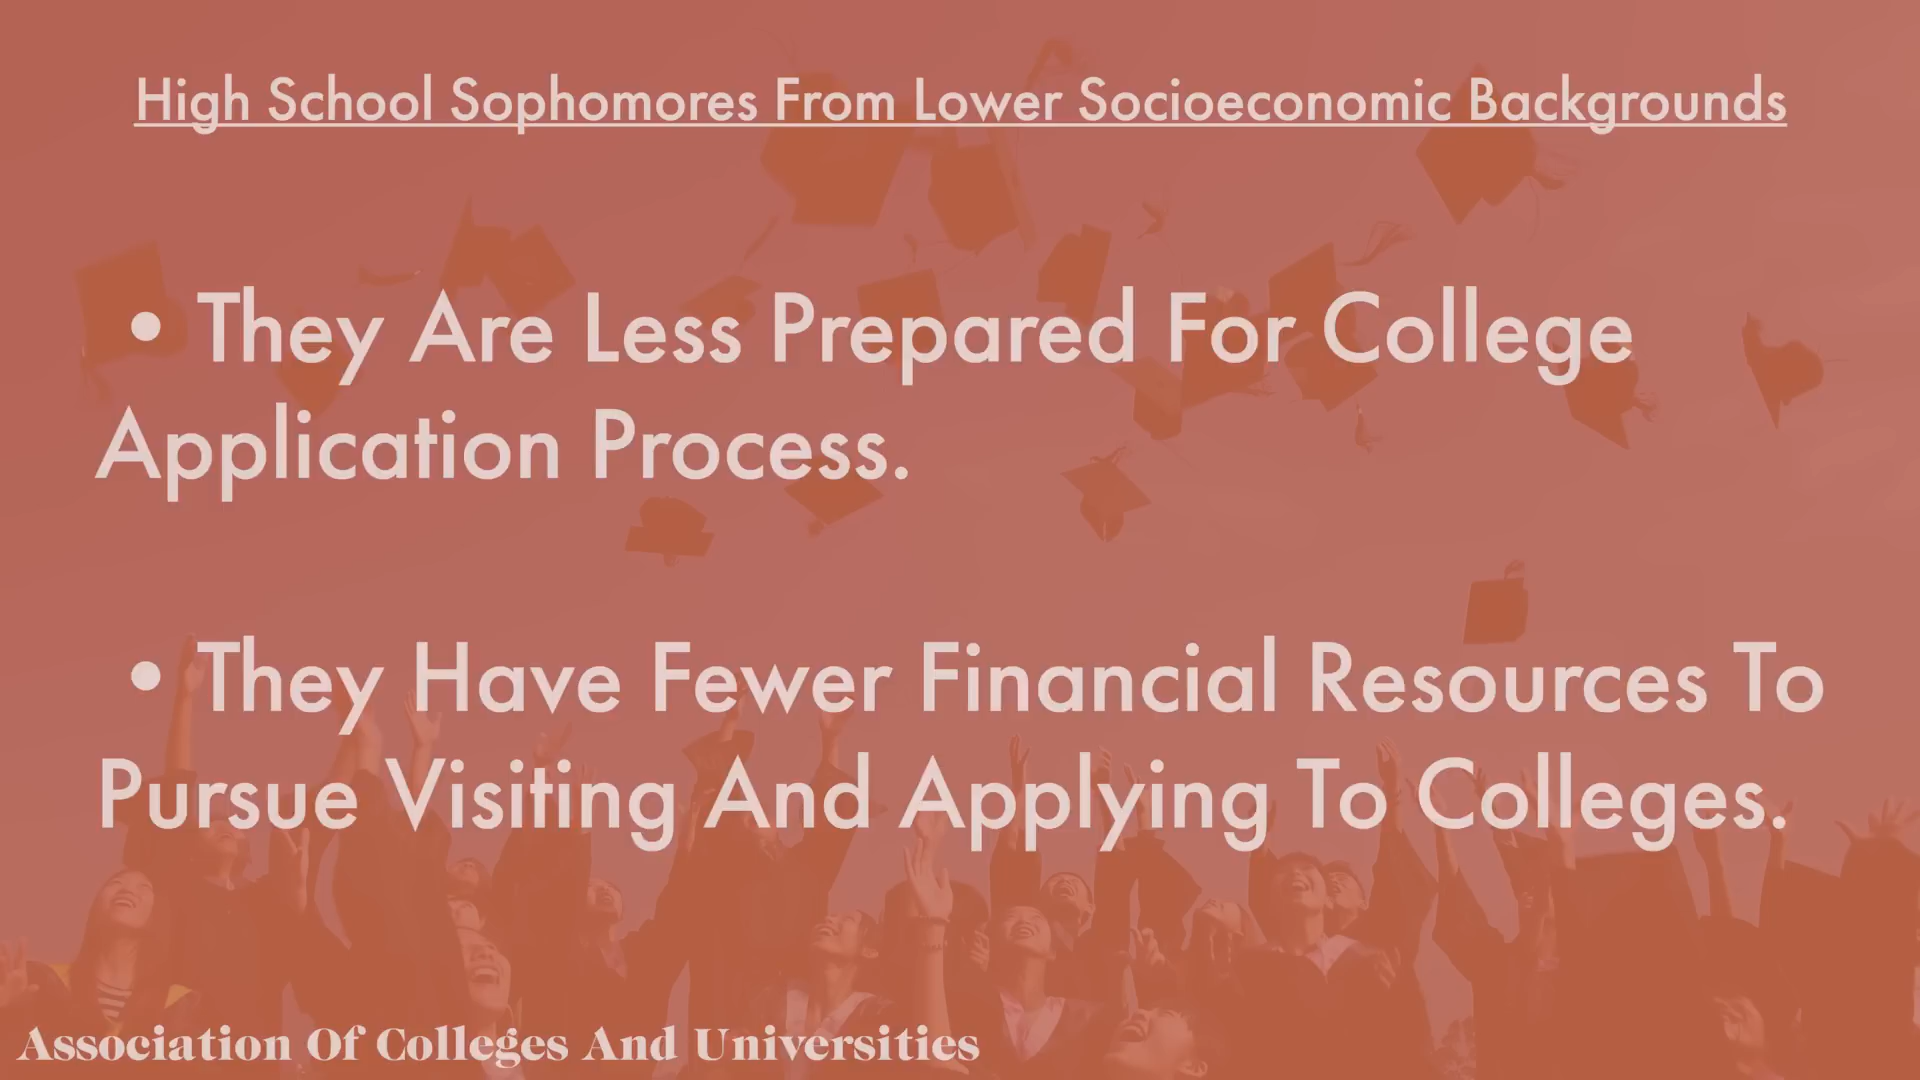 High School Sophomores From Lower Socioeconomic Backgrounds
• They Are Less Prepared For College
Application Process.
• They Have Fewer Financial Resources To
Pursue Visiting And Applying To Colleges.
Association Of Colleges And Universities